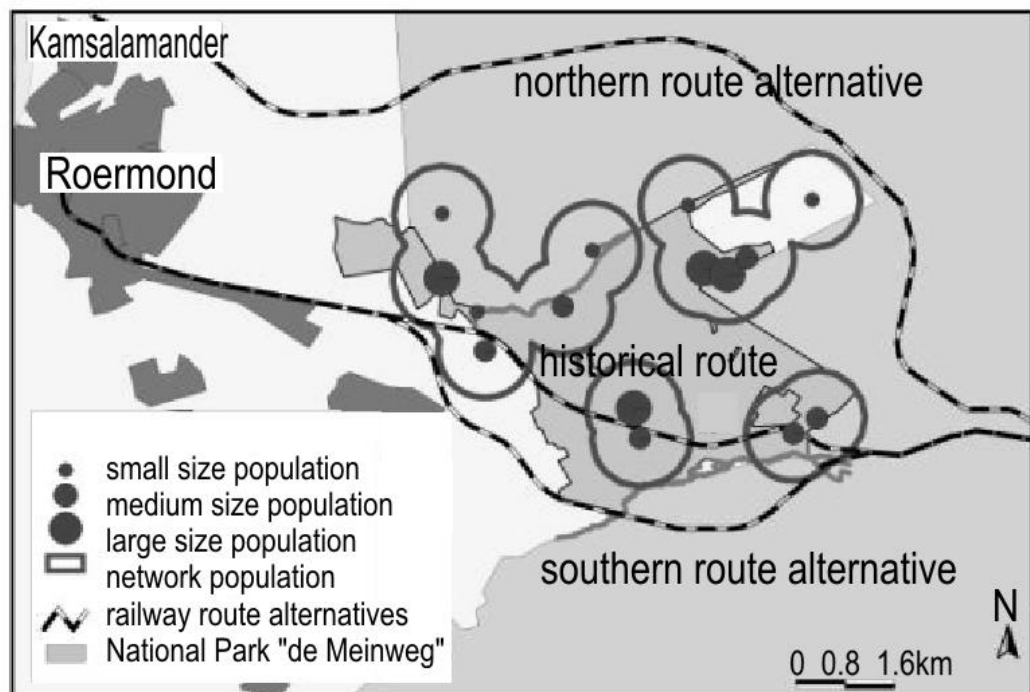 Kamsalamander
northern route alternative
Roermond
historical route
small size population
medium size population
large size population
network population
railway route alternatives
National Park "de Meinweg"
southern route alternative
N
0 0.8 1.6km